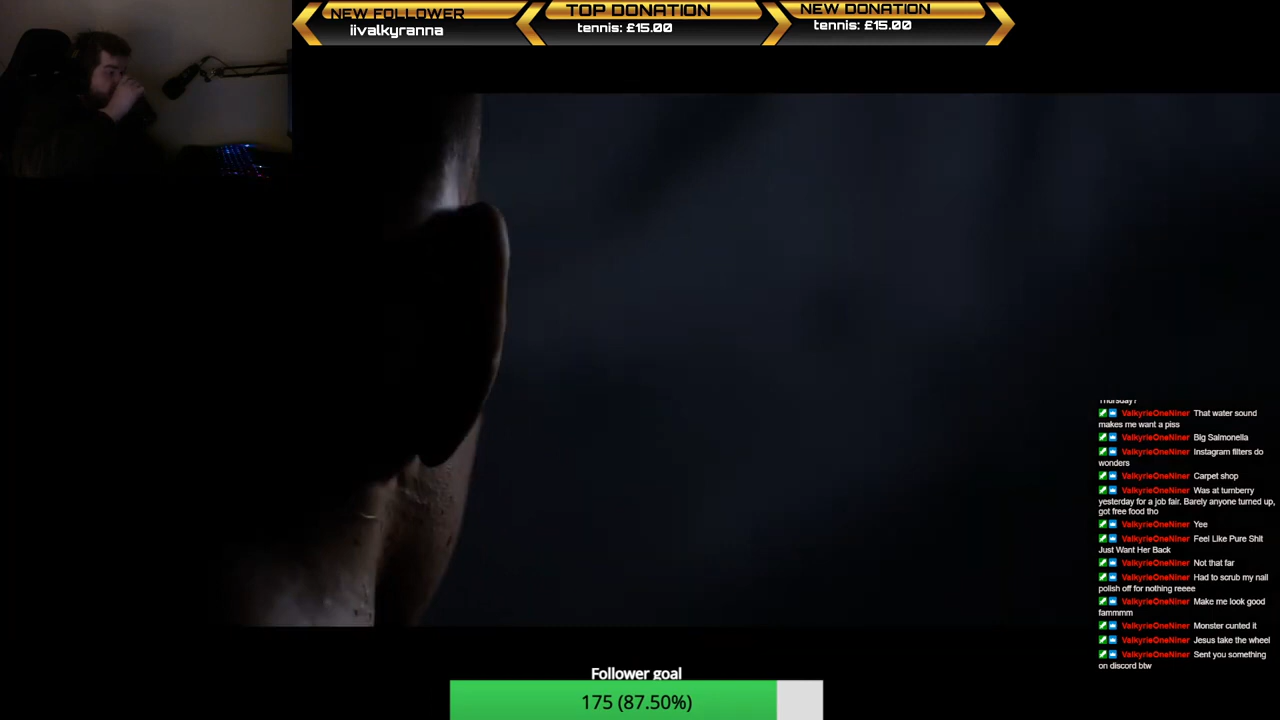 NEW FOLLOWER
iivalkyranna
TOP DONATION
tennis: £15.00
NEW DONATION
tennis: £15.00
Thursday?
ValkyrieOneNiner That water sound
makes me want a piss
ValkyrieOneNiner Big Salmonella
ValkyrieOneNiner Instagram filters do
wonders
ValkyrieOneNiner Carpet shop
ValkyrieOneNiner Was at turnberry
yesterday for a job fair. Barely anyone turned up,
got free food tho
ValkyrieOneNiner Yee
ValkyrieOneNiner Feel Like Pure Shit
Just Want Her Back
ValkyrieOneNiner Not that far
ValkyrieOneNiner Had to scrub my nail
polish off for nothing reeee
ValkyrieOneNiner Make me look good
fammmm
ValkyrieOneNiner Monster cunted it
ValkyrieOneNiner Jesus take the wheel
ValkyrieOneNiner Sent you something
on discord btw
Follower goal
175 (87.50%)